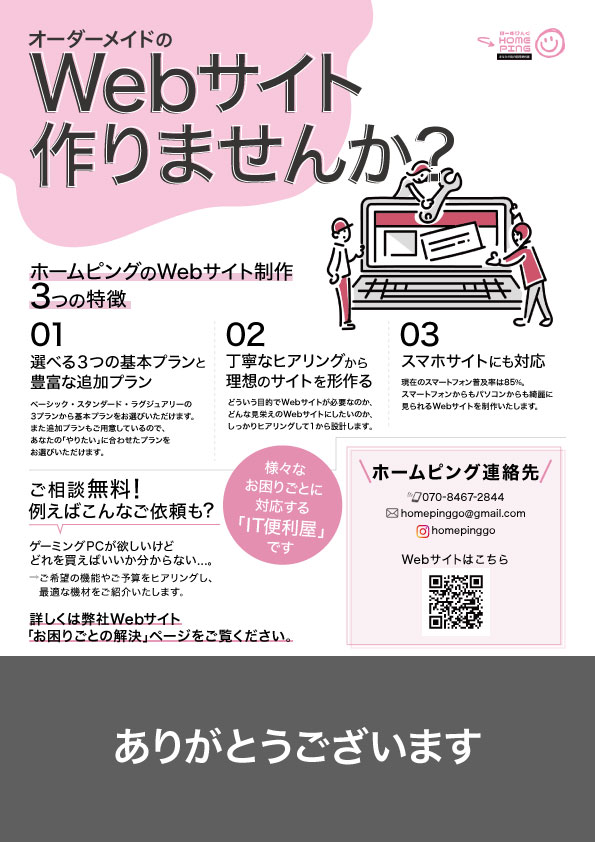 オーダーメイドの
Webサイト
作りませんか?
ほーむぴんぐ
HOME
PING
ホームピングのWebサイト制作
3つの特徴
01
選べる3つの基本プランと
豊富な追加プラン
ベーシック・スタンダード・ラグジュアリーの
3プランから基本プランをお選びいただけます。
また追加プランもご用意しているので、
あなたの「やりたい」に合わせたプランを
お選びいただけます。
02
丁寧なヒアリングから
理想のサイトを形作る
どういう目的でWebサイトが必要なのか、
どんな見栄えのWebサイトにしたいのか、
しっかりヒアリングして1から設計します。
03
スマホサイトにも対応
現在のスマートフォン普及率は85%。
スマートフォンからもパソコンからも綺麗に
見られるWebサイトを制作いたします。
ご相談無料!
例えばこんなご依頼も?
ゲーミングPCが欲しいけど
どれを買えばいいか分からない…。
→ご希望の機能やご予算をヒアリングし、
最適な機材をご紹介いたします。
詳しくは弊社Webサイト
「お困りごとの解決」ページをご覧ください。
様々な
お困りごとに
対応する
「IT便利屋」
です
ホームピング連絡先
070-8467-2844
homepinggo@gmail.com
homepinggo
Webサイトはこちら
ありがとうございます